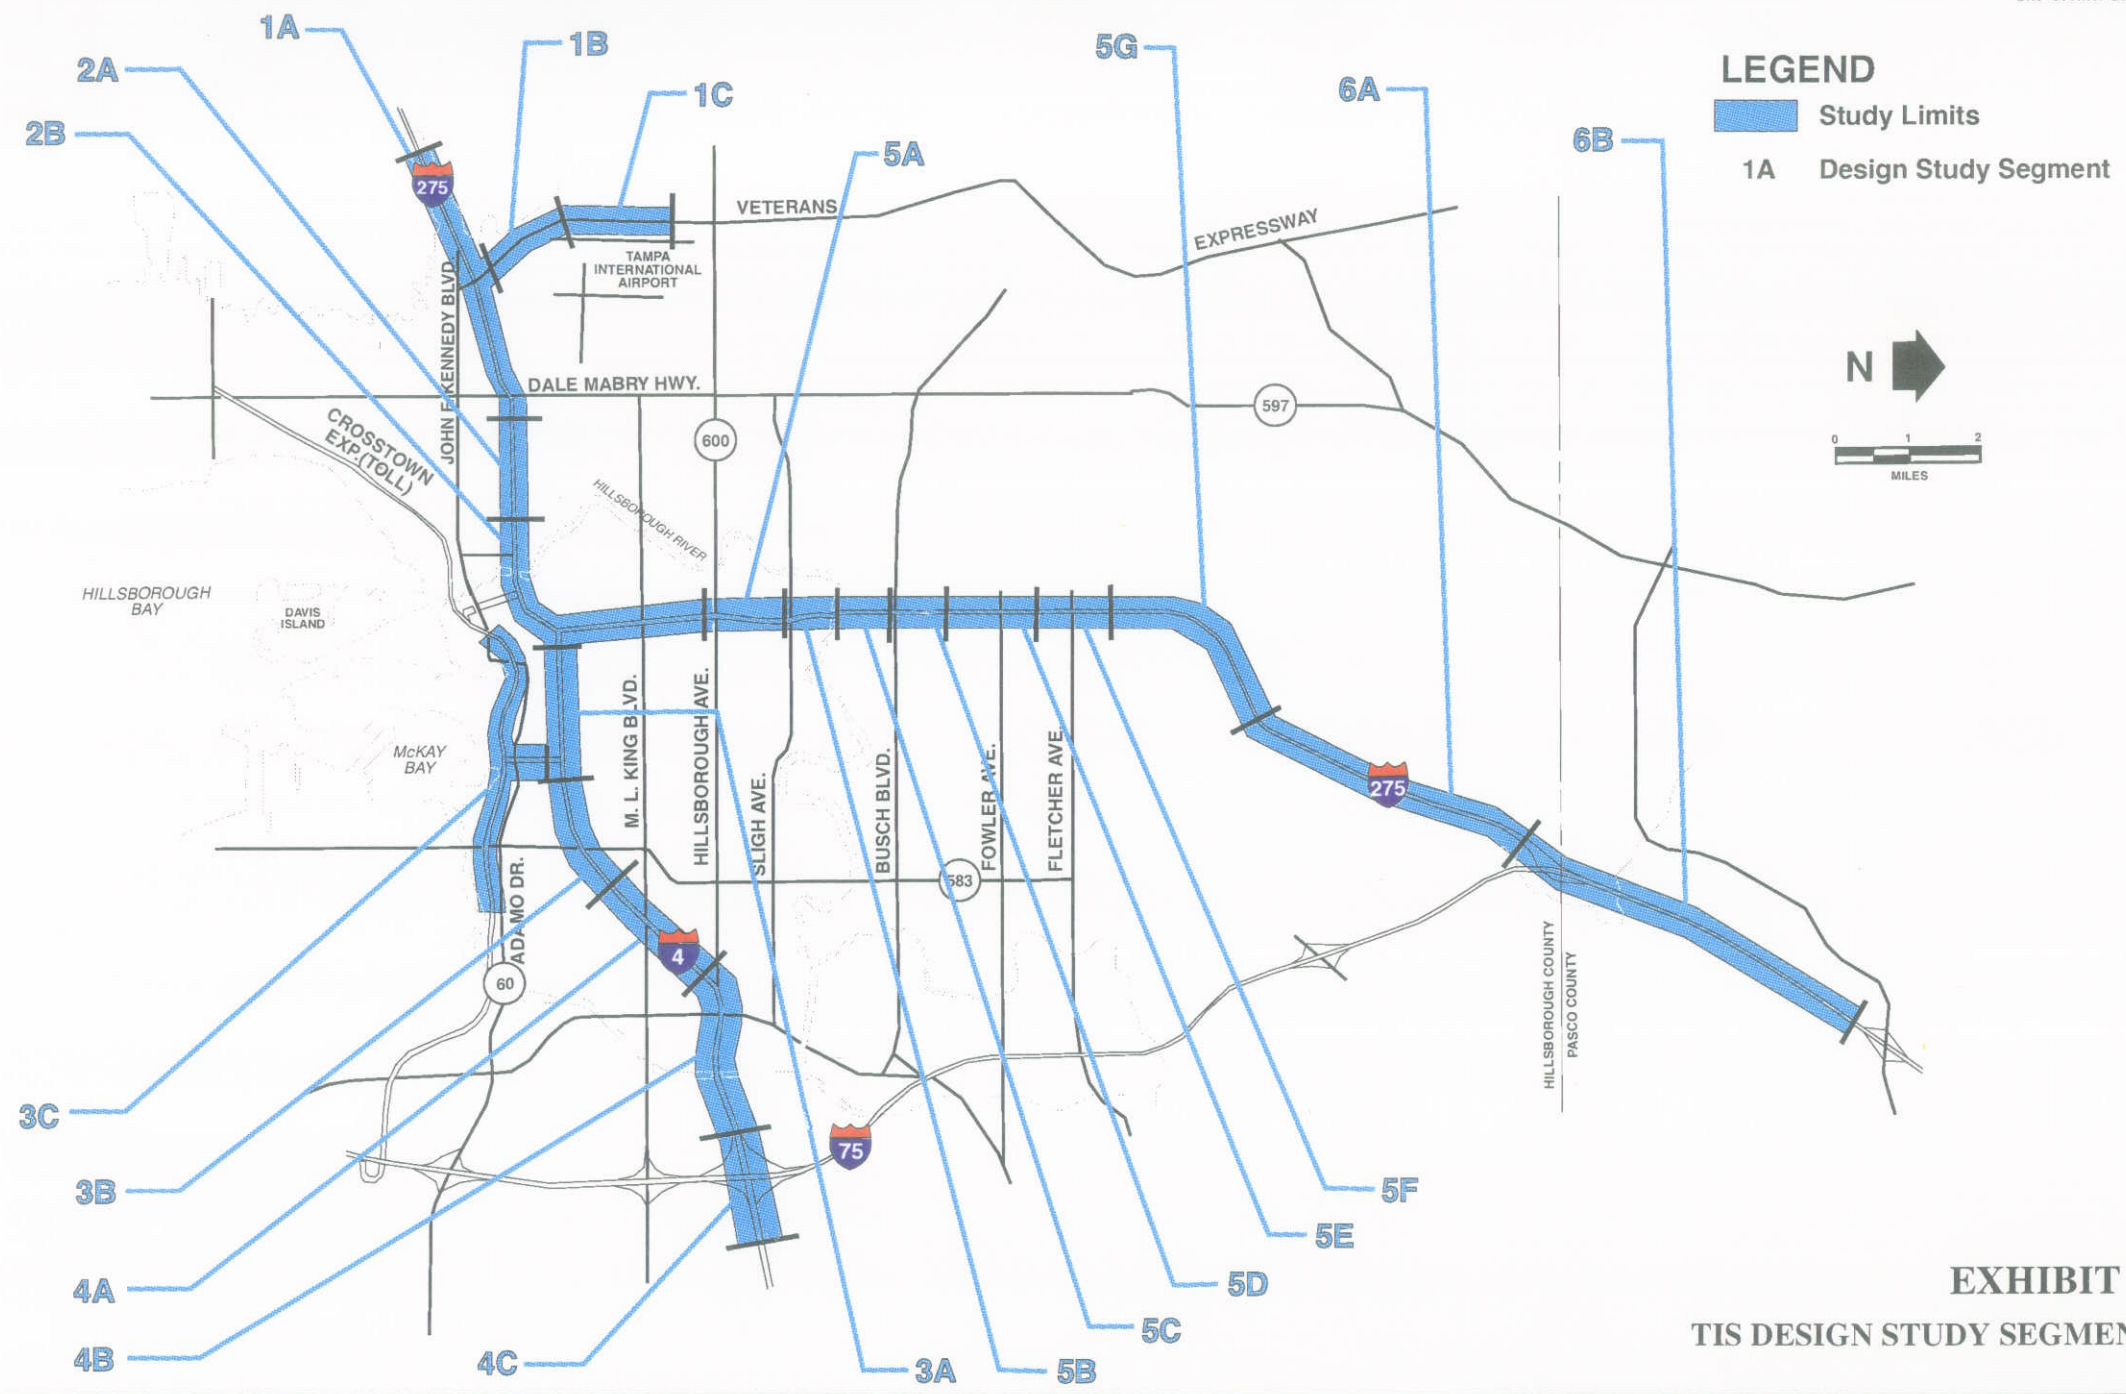 1A
1B
5G
2A
6A
1C
2B
6B
5A
LEGEND
Study Limits
1A Design Study Segment
275
VETERANS
EXPRESSWAY
TAMPA
INTERNATIONAL
AIRPORT
JOHN F. KENNEDY BLVD.
N
DALE MABRY HWY.
597
CROSSTOWN
EXP.(TOLL)
600
0 1 2
MILES
HILLSBOROUGH RIVER
HILLSBOROUGH
BAY
DAVIS
ISLAND
McKAY
BAY
M. L. KING BLVD.
HILLSBOROUGH AVE.
SLIGH AVE.
BUSCH BLVD.
FOWLER AVE.
FLETCHER AVE.
275
583
ADAMO DR.
4
60
HILLSBOROUGH COUNTY
PASCO COUNTY
75
3C
3B
4A
4B
4C
3A
5B
5C
5D
5E
5F
EXHIBIT
TIS DESIGN STUDY SEGMEN